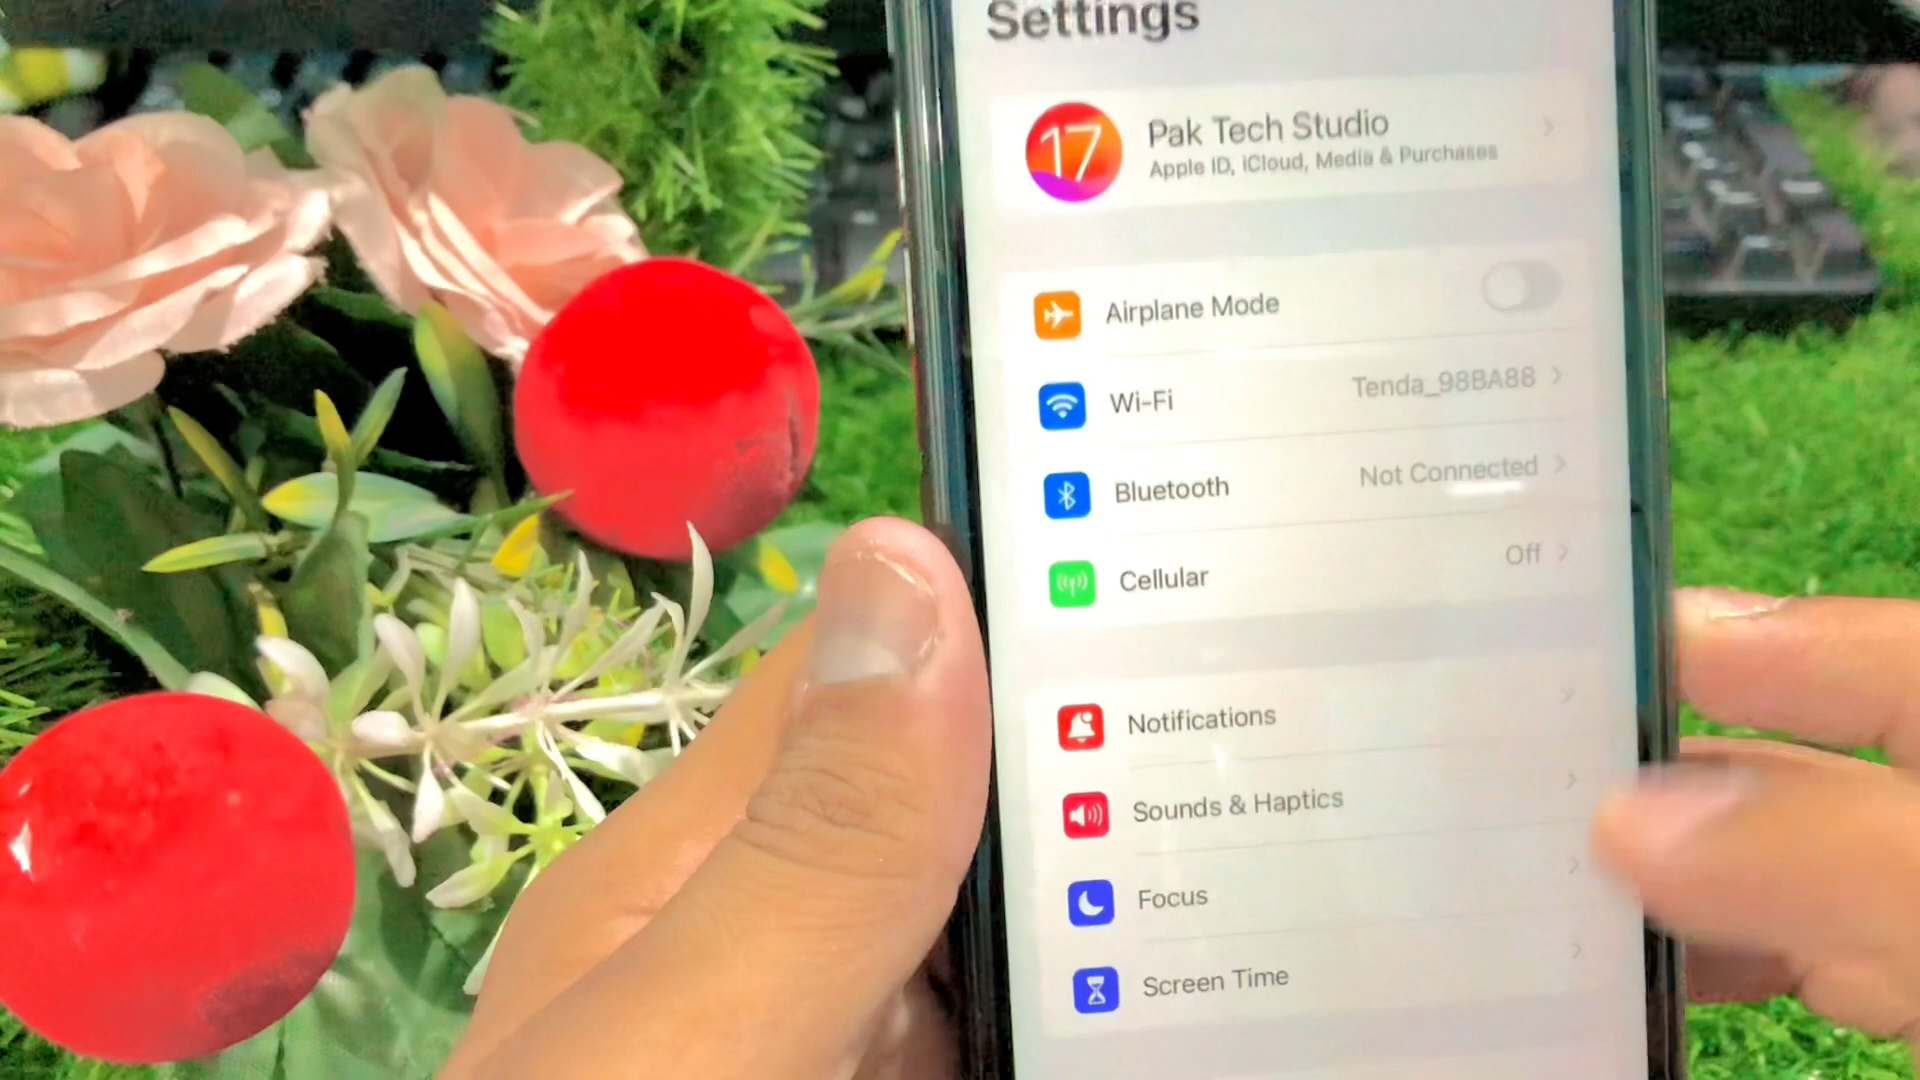 Settings
17
Pak Tech Studio
Apple ID, iCloud, Media & Purchases
Airplane Mode
Wi-Fi
Tenda_98BA88
Bluetooth
Not Connected
Cellular
Off
Notifications
Sounds & Haptics
Focus
Screen Time